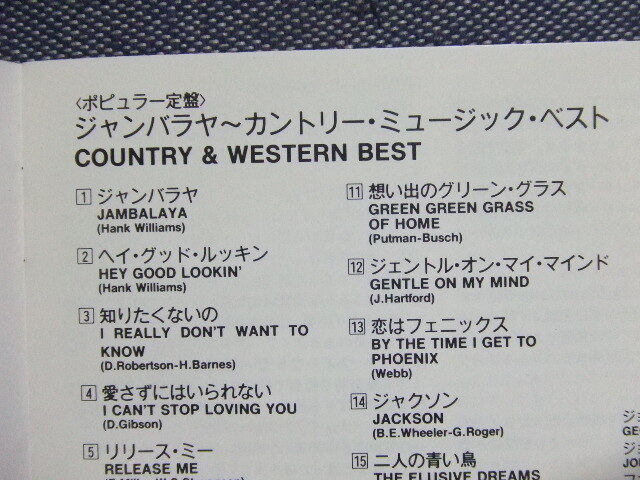 〈ポピュラー定盤〉
ジャンバラヤ〜カントリー・ミュージック・ベスト
COUNTRY & WESTERN BEST
1 ジャンバラヤ
JAMBALAYA
(Hank Williams)
2 ヘイ・グッド・ルッキン
HEY GOOD LOOKIN'
(Hank Williams)
3 知りたくないの
I REALLY DON'T WANT TO
KNOW
(D.Robertson-H.Barnes)
4 愛さずにはいられない
I CAN'T STOP LOVING YOU
(D.Gibson)
5 リリース・ミー
RELEASE ME
11 想い出のグリーン・グラス
GREEN GREEN GRASS
OF HOME
(Putman-Busch)
12 ジェントル・オン・マイ・マインド
GENTLE ON MY MIND
(J.Hartford)
13 恋はフェニックス
BY THE TIME I GET TO
PHOENIX
(Webb)
14 ジャクソン
JACKSON
(B.E.Wheeler-G.Roger)
15 二人の青い鳥
THE ELUSIVE DREAMS